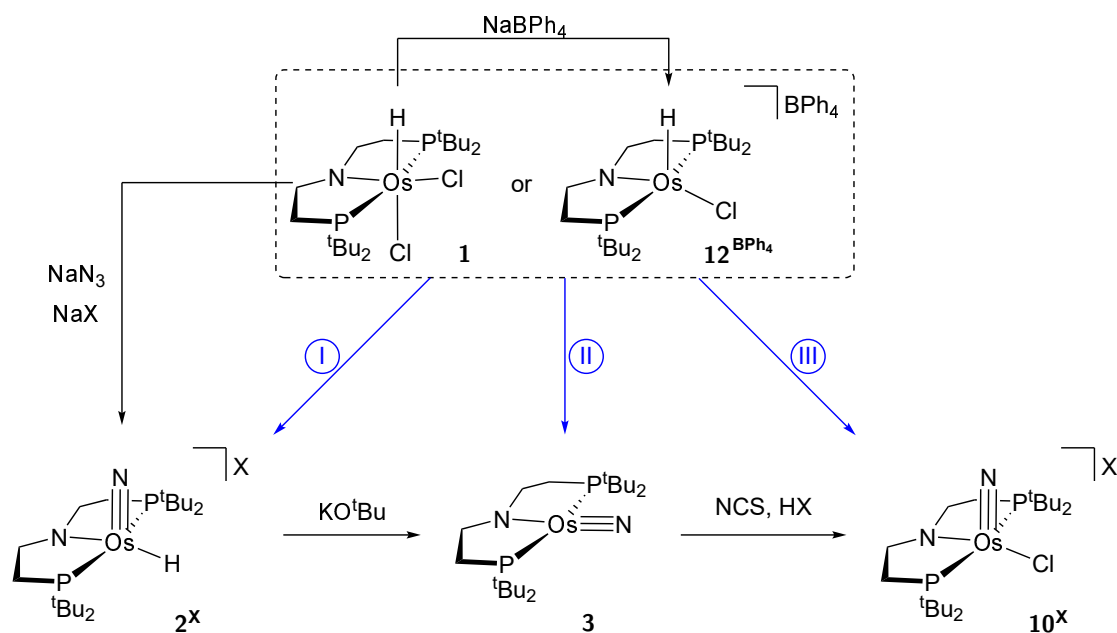 NaBPh4
BPh4
H
PtBu2
N
Os
Cl
P
tBu2
Cl
1
or
H
PtBu2
N
Os
Cl
P
tBu2
12BPh4
NaN3
NaX
I
II
III
X
N
PtBu2
N
Os
H
P
tBu2
2X
KOtBu
PtBu2
N
Os
N
P
tBu2
3
NCS, HX
X
N
PtBu2
N
Os
Cl
P
tBu2
10X